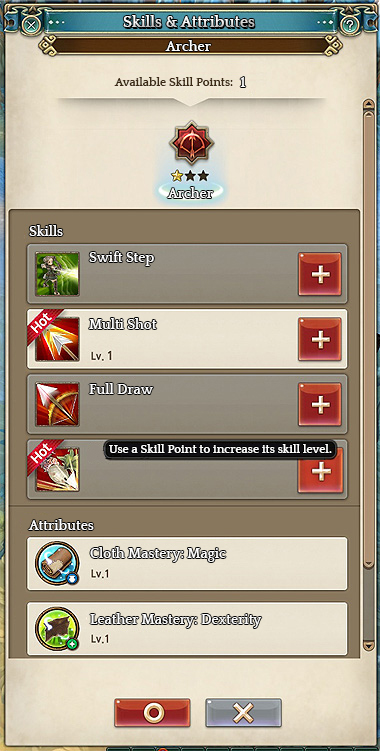 Skills & Attributes
Archer
Available Skill Points: 1
Archer
Skills
Swift Step
Hot
Multi Shot
Lv. 1
Full Draw
Hot
Use a Skill Point to increase its skill level.
Attributes
Cloth Mastery: Magic
Lv.1
Leather Mastery: Dexterity
Lv.1